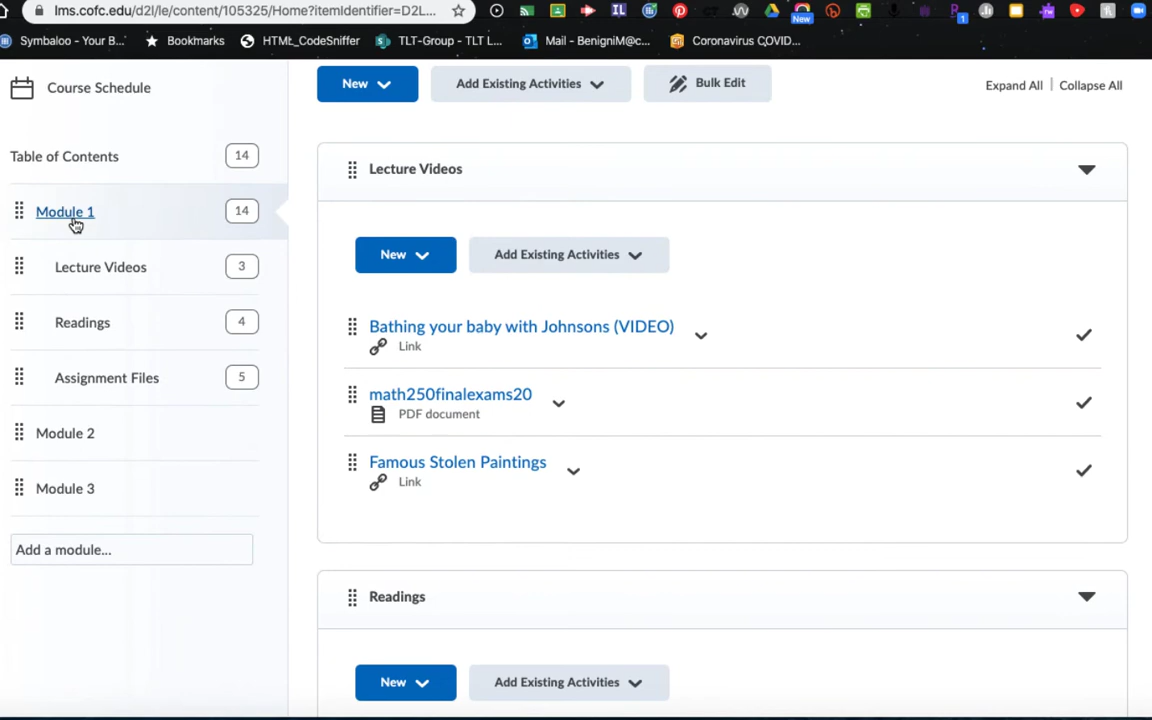 lms.cofc.edu/d2l/le/content/105325/Home?itemIdentifier=D2L...
New
1
Symbaloo - Your B...
Bookmarks
HTML_CodeSniffer
TLT-Group - TLT L...
Mail - BenigniM@c...
Coronavirus COVID...
Course Schedule
Table of Contents
14
Module 1
14
Lecture Videos
3
Readings
4
Assignment Files
5
Module 2
Module 3
Add a module...
New
Add Existing Activities
Bulk Edit
Expand All | Collapse All
Lecture Videos
New
Add Existing Activities
Bathing your baby with Johnsons (VIDEO)
Link
math250finalexams20
PDF document
Famous Stolen Paintings
Link
Readings
New
Add Existing Activities